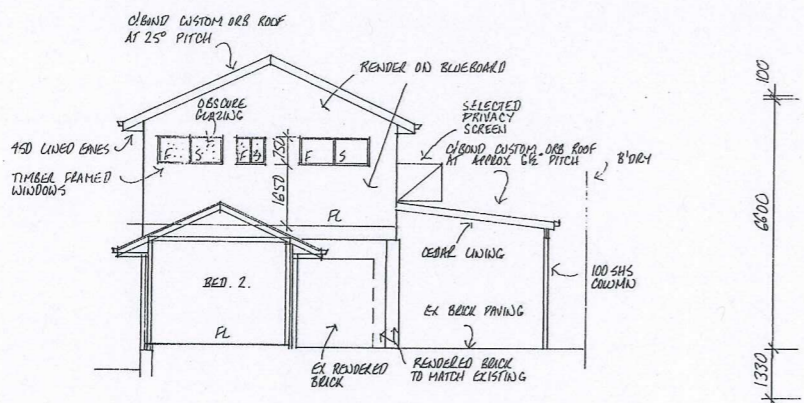 C'BOND CUSTOM ORB ROOF
AT 25° PITCH
RENDER ON BLUEBOARD
OBSCURE
GLAZING
SELECTED
PRIVACY
SCREEN
C/BOND CUSTOM ORB ROOF
AT APPROX 6½° PITCH
B'DRY
100
450 LINED EAVES
TIMBER FRAMED
WINDOWS
F S
F S
F S
750
1650
FL
6600
CEDAR LINING
100 SHS
COLUMN
BED. 2.
FL
EX BRICK PAVING
EX RENDERED
BRICK
RENDERED BRICK
TO MATCH EXISTING
1330